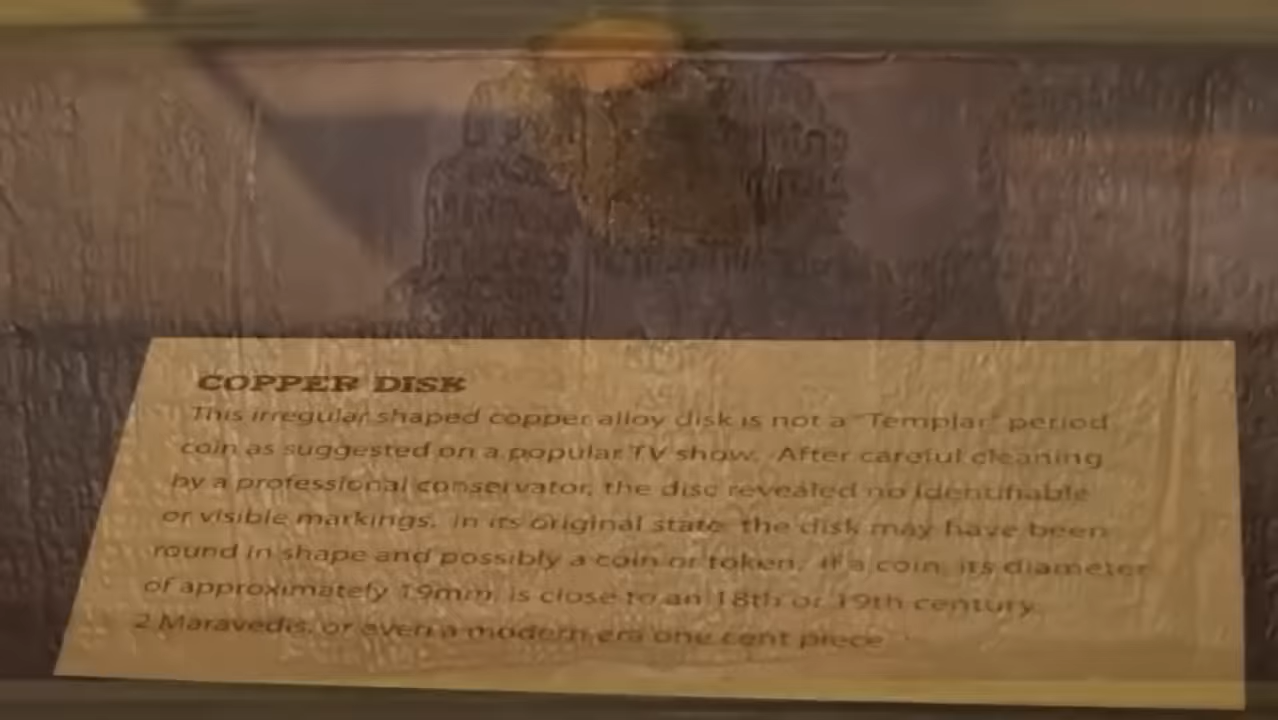 COPPER DISK
This irregular shaped copper alloy disk is not a "Templar" period
coin as suggested on a popular TV show. After careful cleaning
by a professional conservator, the disc revealed no identifiable
or visible markings. In its original state the disk may have been
round in shape and possibly a coin or token. If a coin, its diameter
of approximately 19mm, is close to an 18th or 19th century,
2 Maravedis, or even a modern era one cent piece